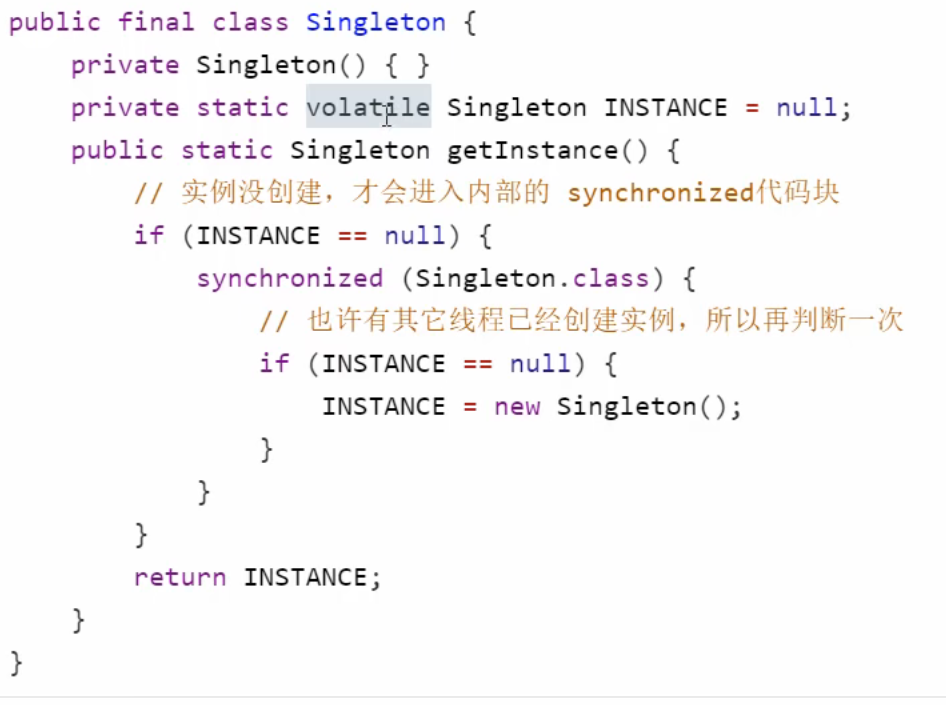 public final class Singleton {
    private Singleton() { }
    private static volatile Singleton INSTANCE = null;
    public static Singleton getInstance() {
        // 实例没创建，才会进入内部的 synchronized代码块
        if (INSTANCE == null) {
            synchronized (Singleton.class) {
                // 也许有其它线程已经创建实例，所以再判断一次
                if (INSTANCE == null) {
                    INSTANCE = new Singleton();
                }
            }
        }
        return INSTANCE;
    }
}